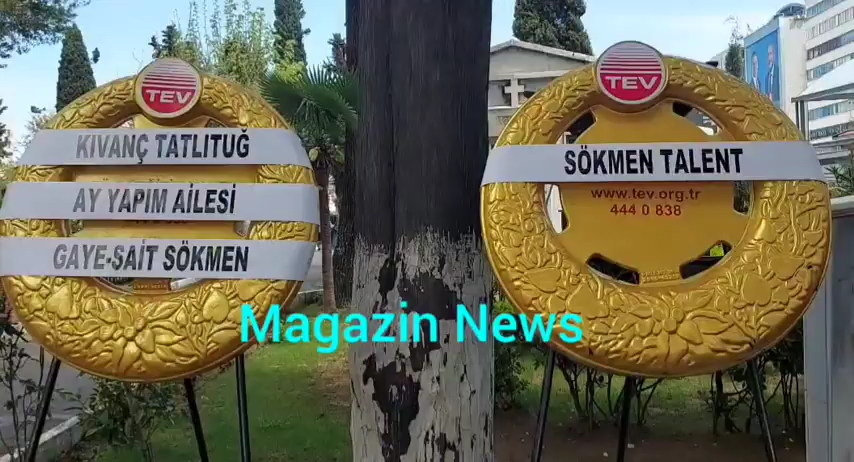 TEV
KIVANÇ TATLITUĞ
AY YAPIM AİLESİ
GAYE-SAİT SÖKMEN
TEV
SÖKMEN TALENT
www.tev.org.tr
444 0 838
Magazin News